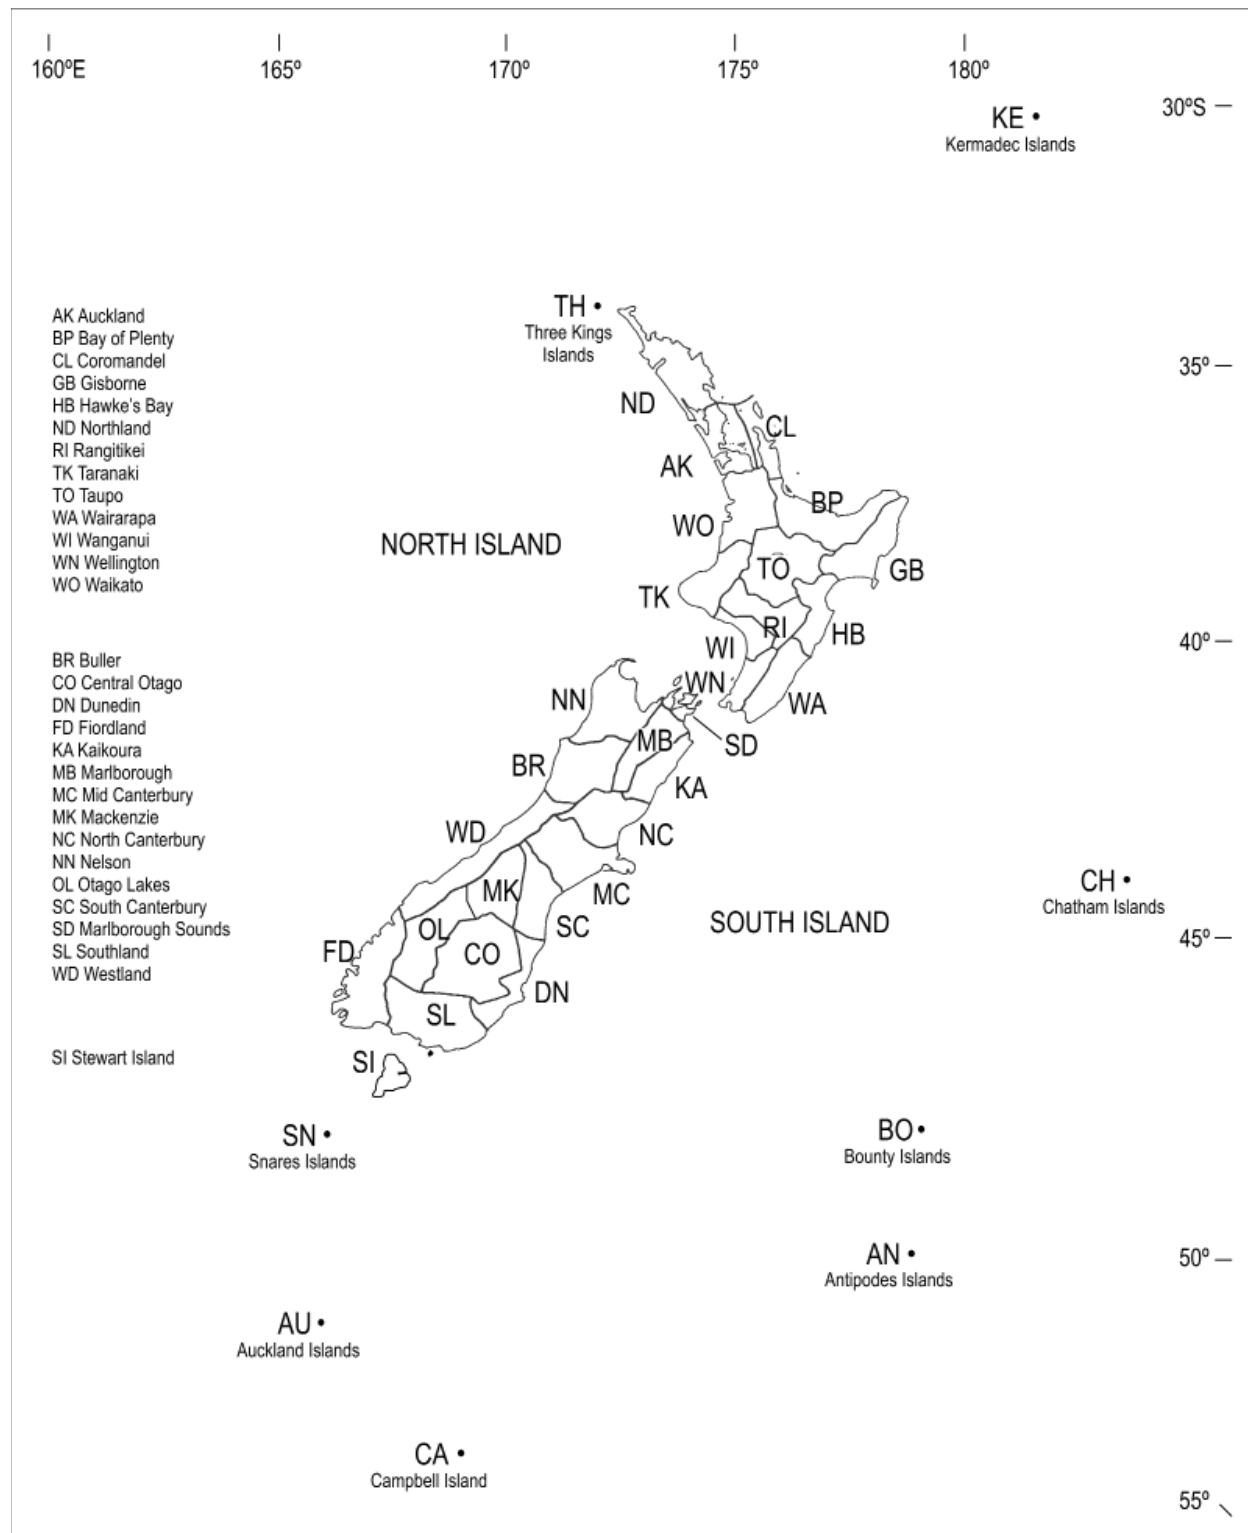 160ºE 165º 170º 175º 180º
30ºS
KE
Kermadec Islands
TH
Three Kings
Islands
AK Auckland
BP Bay of Plenty
CL Coromandel
GB Gisborne
HB Hawke's Bay
ND Northland
RI Rangitikei
TK Taranaki
TO Taupo
WA Wairarapa
WI Wanganui
WN Wellington
WO Waikato
35º
ND
CL
AK
BP
WO
NORTH ISLAND
TO
GB
TK
RI
HB
WI
40º
BR Buller
CO Central Otago
DN Dunedin
FD Fiordland
KA Kaikoura
MB Marlborough
MC Mid Canterbury
MK Mackenzie
NC North Canterbury
NN Nelson
OL Otago Lakes
SC South Canterbury
SD Marlborough Sounds
SL Southland
WD Westland
WN
NN
WA
MB
SD
BR
KA
WD
NC
MK
MC
CH
Chatham Islands
SOUTH ISLAND
SC
OL
45º
FD
CO
DN
SL
SI Stewart Island
SI
SN
Snares Islands
BO
Bounty Islands
AN
Antipodes Islands
50º
AU
Auckland Islands
CA
Campbell Island
55º